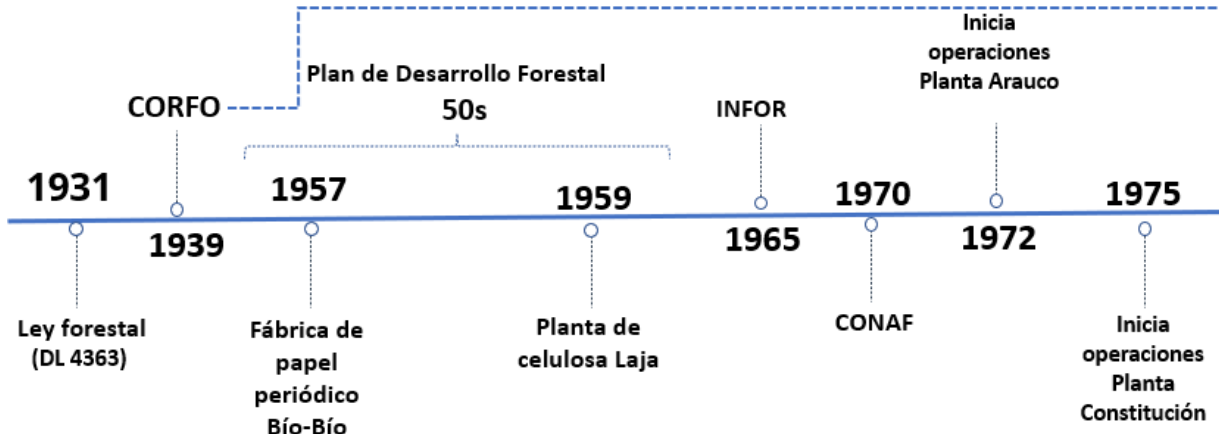 Inicia
operaciones
Planta Arauco
Plan de Desarrollo Forestal
50s
CORFO
INFOR
1931
1957
1959
1970
1975
1939
1965
1972
Ley forestal
(DL 4363)
Fábrica de
papel
periódico
Bío-Bío
Planta de
celulosa Laja
CONAF
Inicia
operaciones
Planta
Constitución